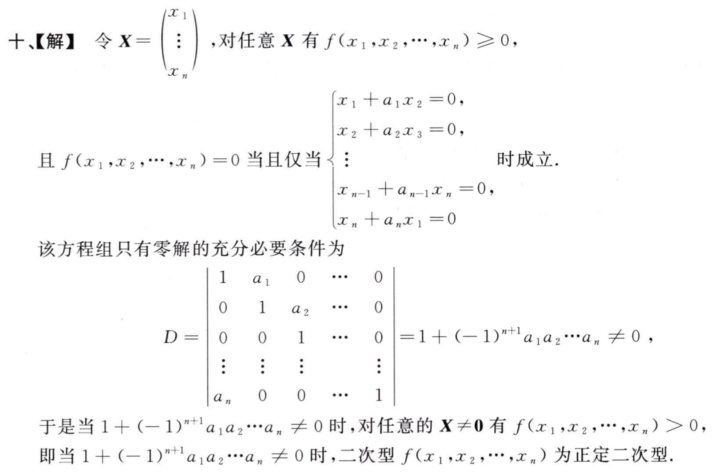 十、【解】 令 X = (x₁ ⋮ xₙ), 对任意 X 有 f(x₁,x₂,⋯,xₙ) ≥ 0,
x₁ + a₁x₂ = 0,
x₂ + a₂x₃ = 0,
且 f(x₁,x₂,⋯,xₙ) = 0 当且仅当 { ⋮ 时成立.
xₙ₋₁ + aₙ₋₁xₙ = 0,
xₙ + aₙx₁ = 0
该方程组只有零解的充分必要条件为
1 a₁ 0 ⋯ 0
0 1 a₂ ⋯ 0
D = 0 0 1 ⋯ 0 = 1 + (−1)ⁿ⁺¹a₁a₂⋯aₙ ≠ 0 ,
⋮ ⋮ ⋮ ⋮
aₙ 0 0 ⋯ 1
于是当 1 + (−1)ⁿ⁺¹a₁a₂⋯aₙ ≠ 0 时,对任意的 X ≠ 0 有 f(x₁,x₂,⋯,xₙ) > 0,
即当 1 + (−1)ⁿ⁺¹a₁a₂⋯aₙ ≠ 0 时,二次型 f(x₁,x₂,⋯,xₙ) 为正定二次型.